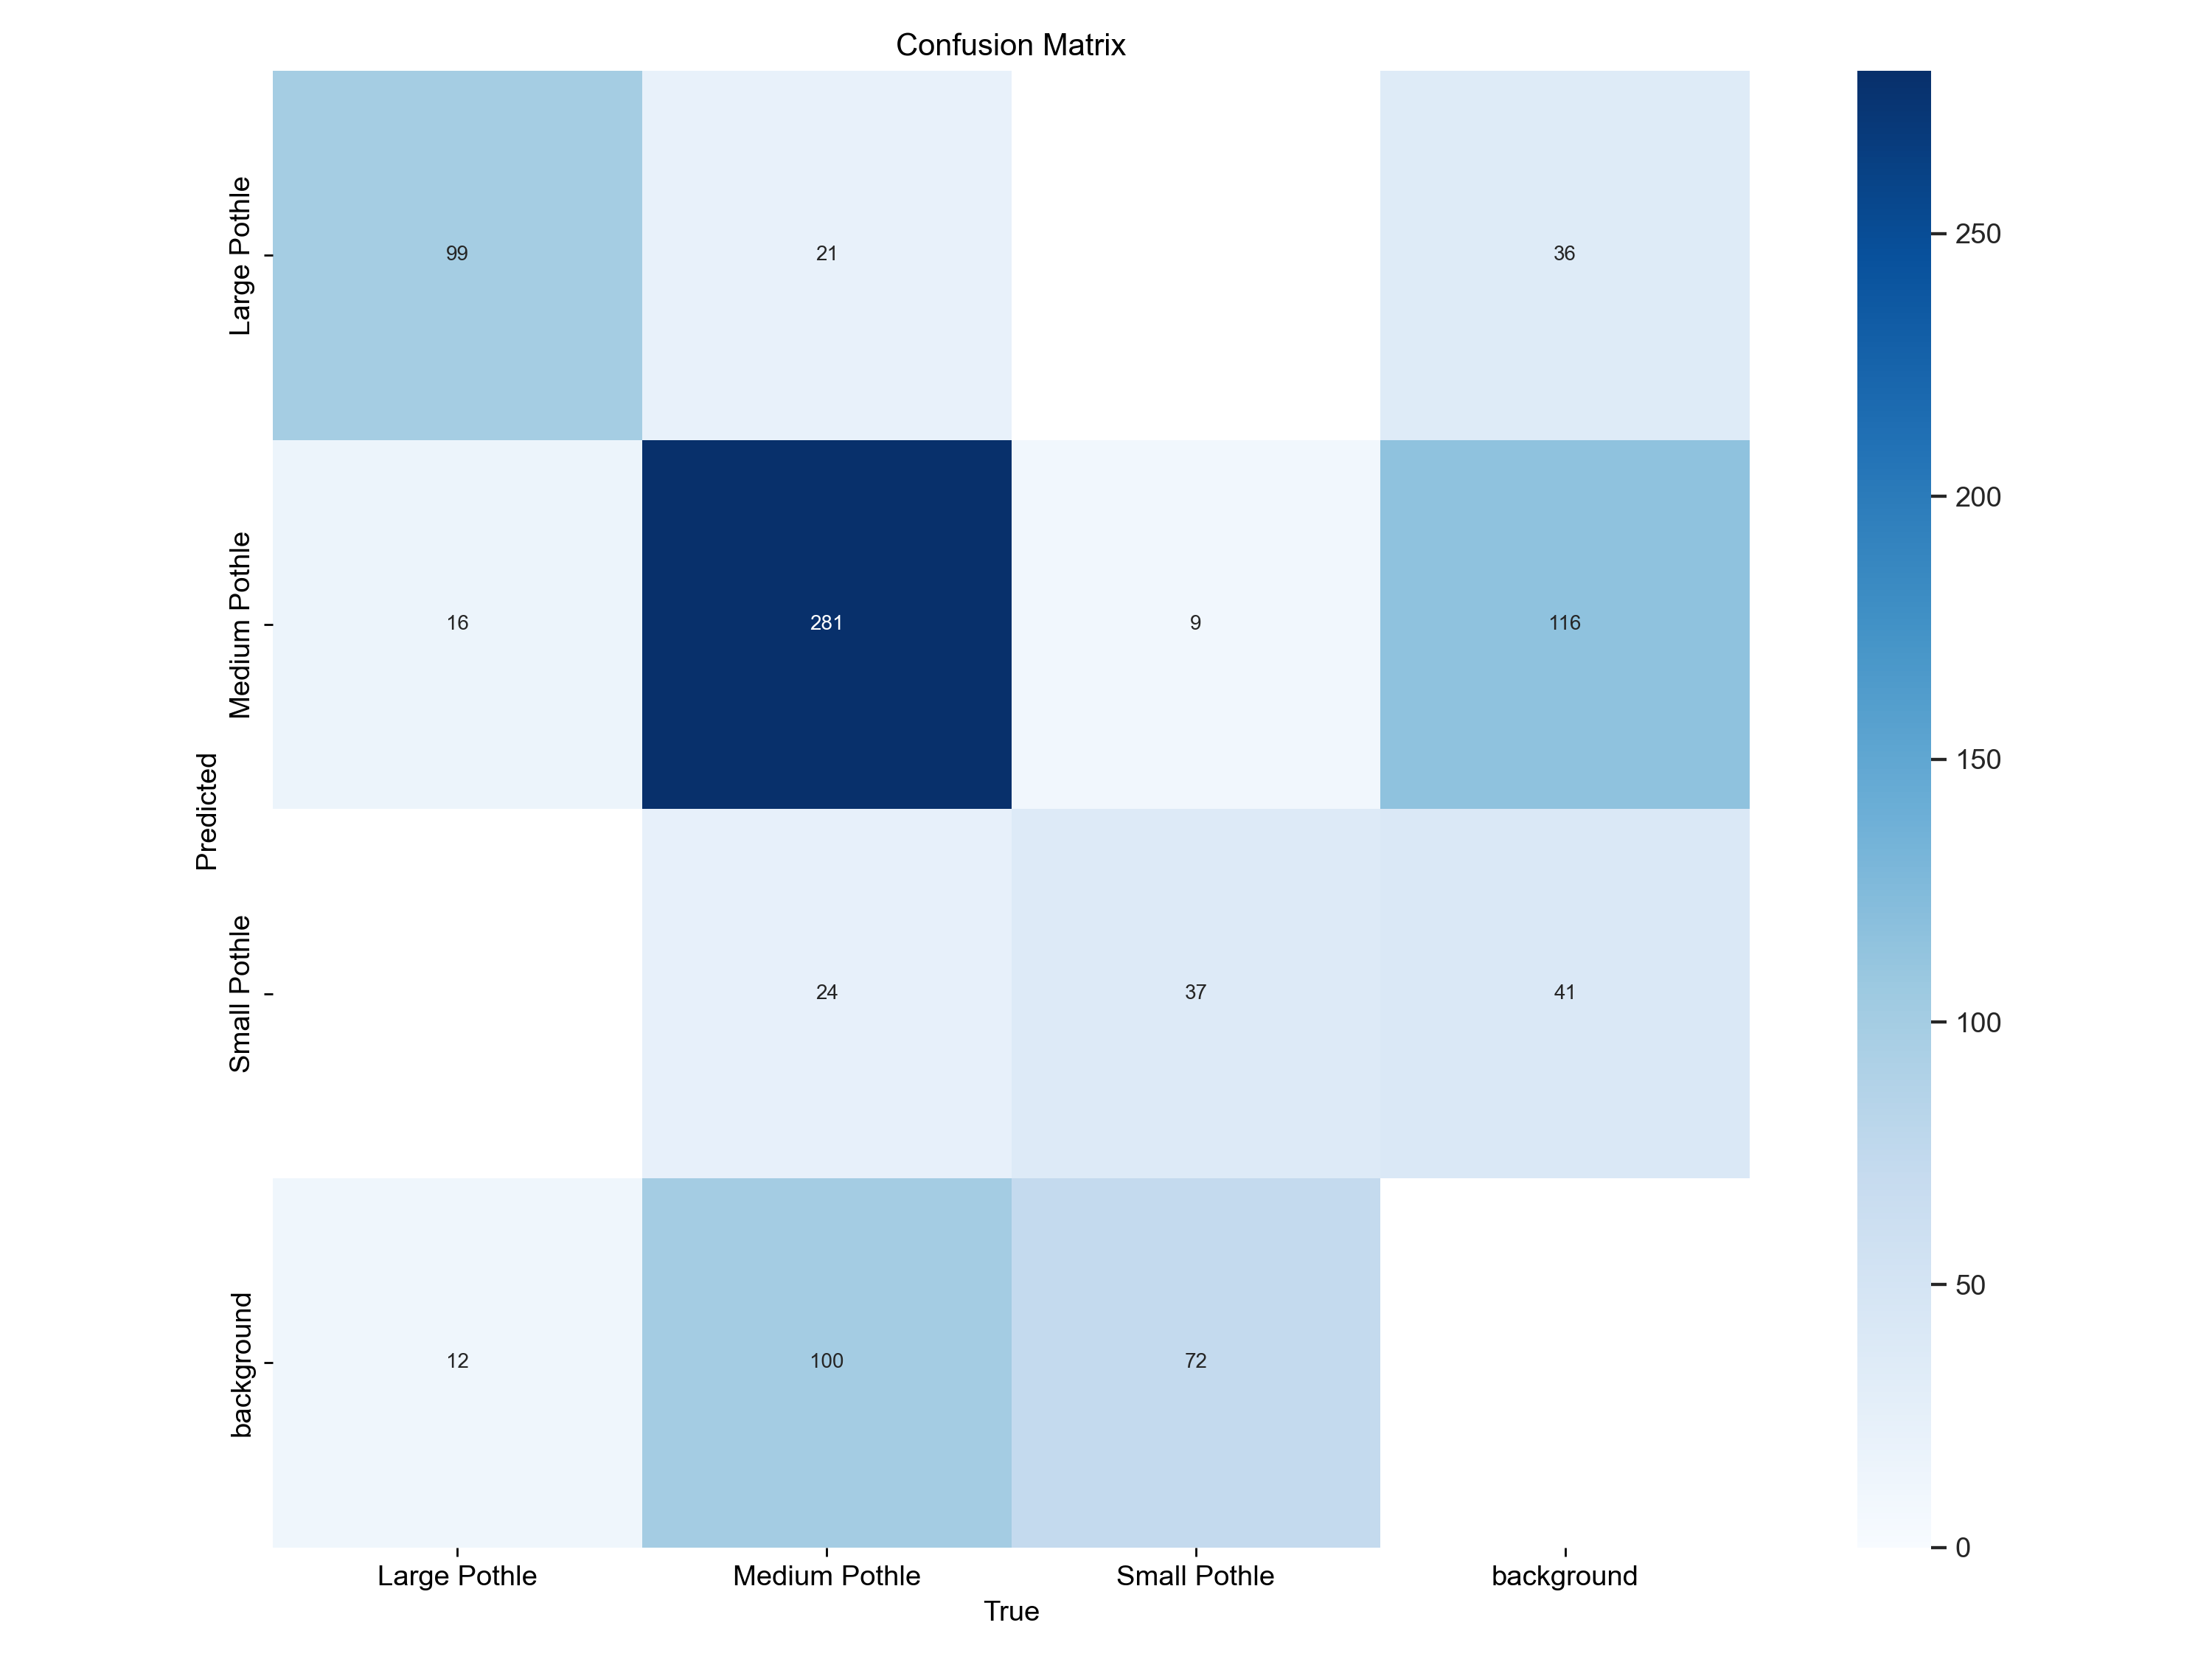 Confusion Matrix
Large Pothle
99
21
36
250
200
Medium Pothle
16
281
9
116
150
Predicted
Small Pothle
24
37
41
100
50
background
12
100
72
0
Large Pothle
Medium Pothle
Small Pothle
background
True